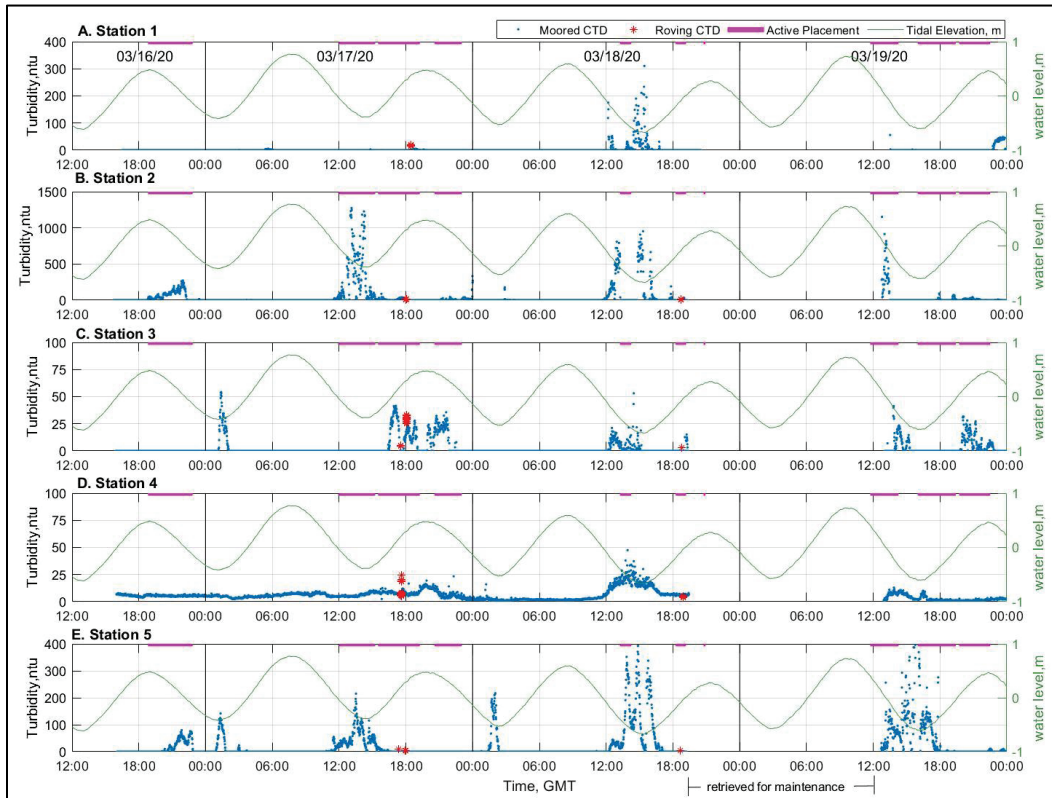 A. Station 1
Moored CTD Roving CTD Active Placement Tidal Elevation, m
400 03/16/20 03/17/20 03/18/20 03/19/20 1
300
200 0
100
0 -1
Turbidity,ntu
water level,m
12:00 18:00 00:00 06:00 12:00 18:00 00:00 06:00 12:00 18:00 00:00 06:00 12:00 18:00 00:00
B. Station 2
1500 1
1000
0
500
0 -1
Turbidity,ntu
water level,m
12:00 18:00 00:00 06:00 12:00 18:00 00:00 06:00 12:00 18:00 00:00 06:00 12:00 18:00 00:00
C. Station 3
100 1
75
50 0
25
0 -1
Turbidity,ntu
water level,m
12:00 18:00 00:00 06:00 12:00 18:00 00:00 06:00 12:00 18:00 00:00 06:00 12:00 18:00 00:00
D. Station 4
100 1
75
50 0
25
0 -1
Turbidity,ntu
water level,m
12:00 18:00 00:00 06:00 12:00 18:00 00:00 06:00 12:00 18:00 00:00 06:00 12:00 18:00 00:00
E. Station 5
400 1
300
200 0
100
0 -1
Turbidity,ntu
water level,m
12:00 18:00 00:00 06:00 12:00 18:00 00:00 06:00 12:00 18:00 00:00 06:00 12:00 18:00 00:00
Time, GMT
retrieved for maintenance